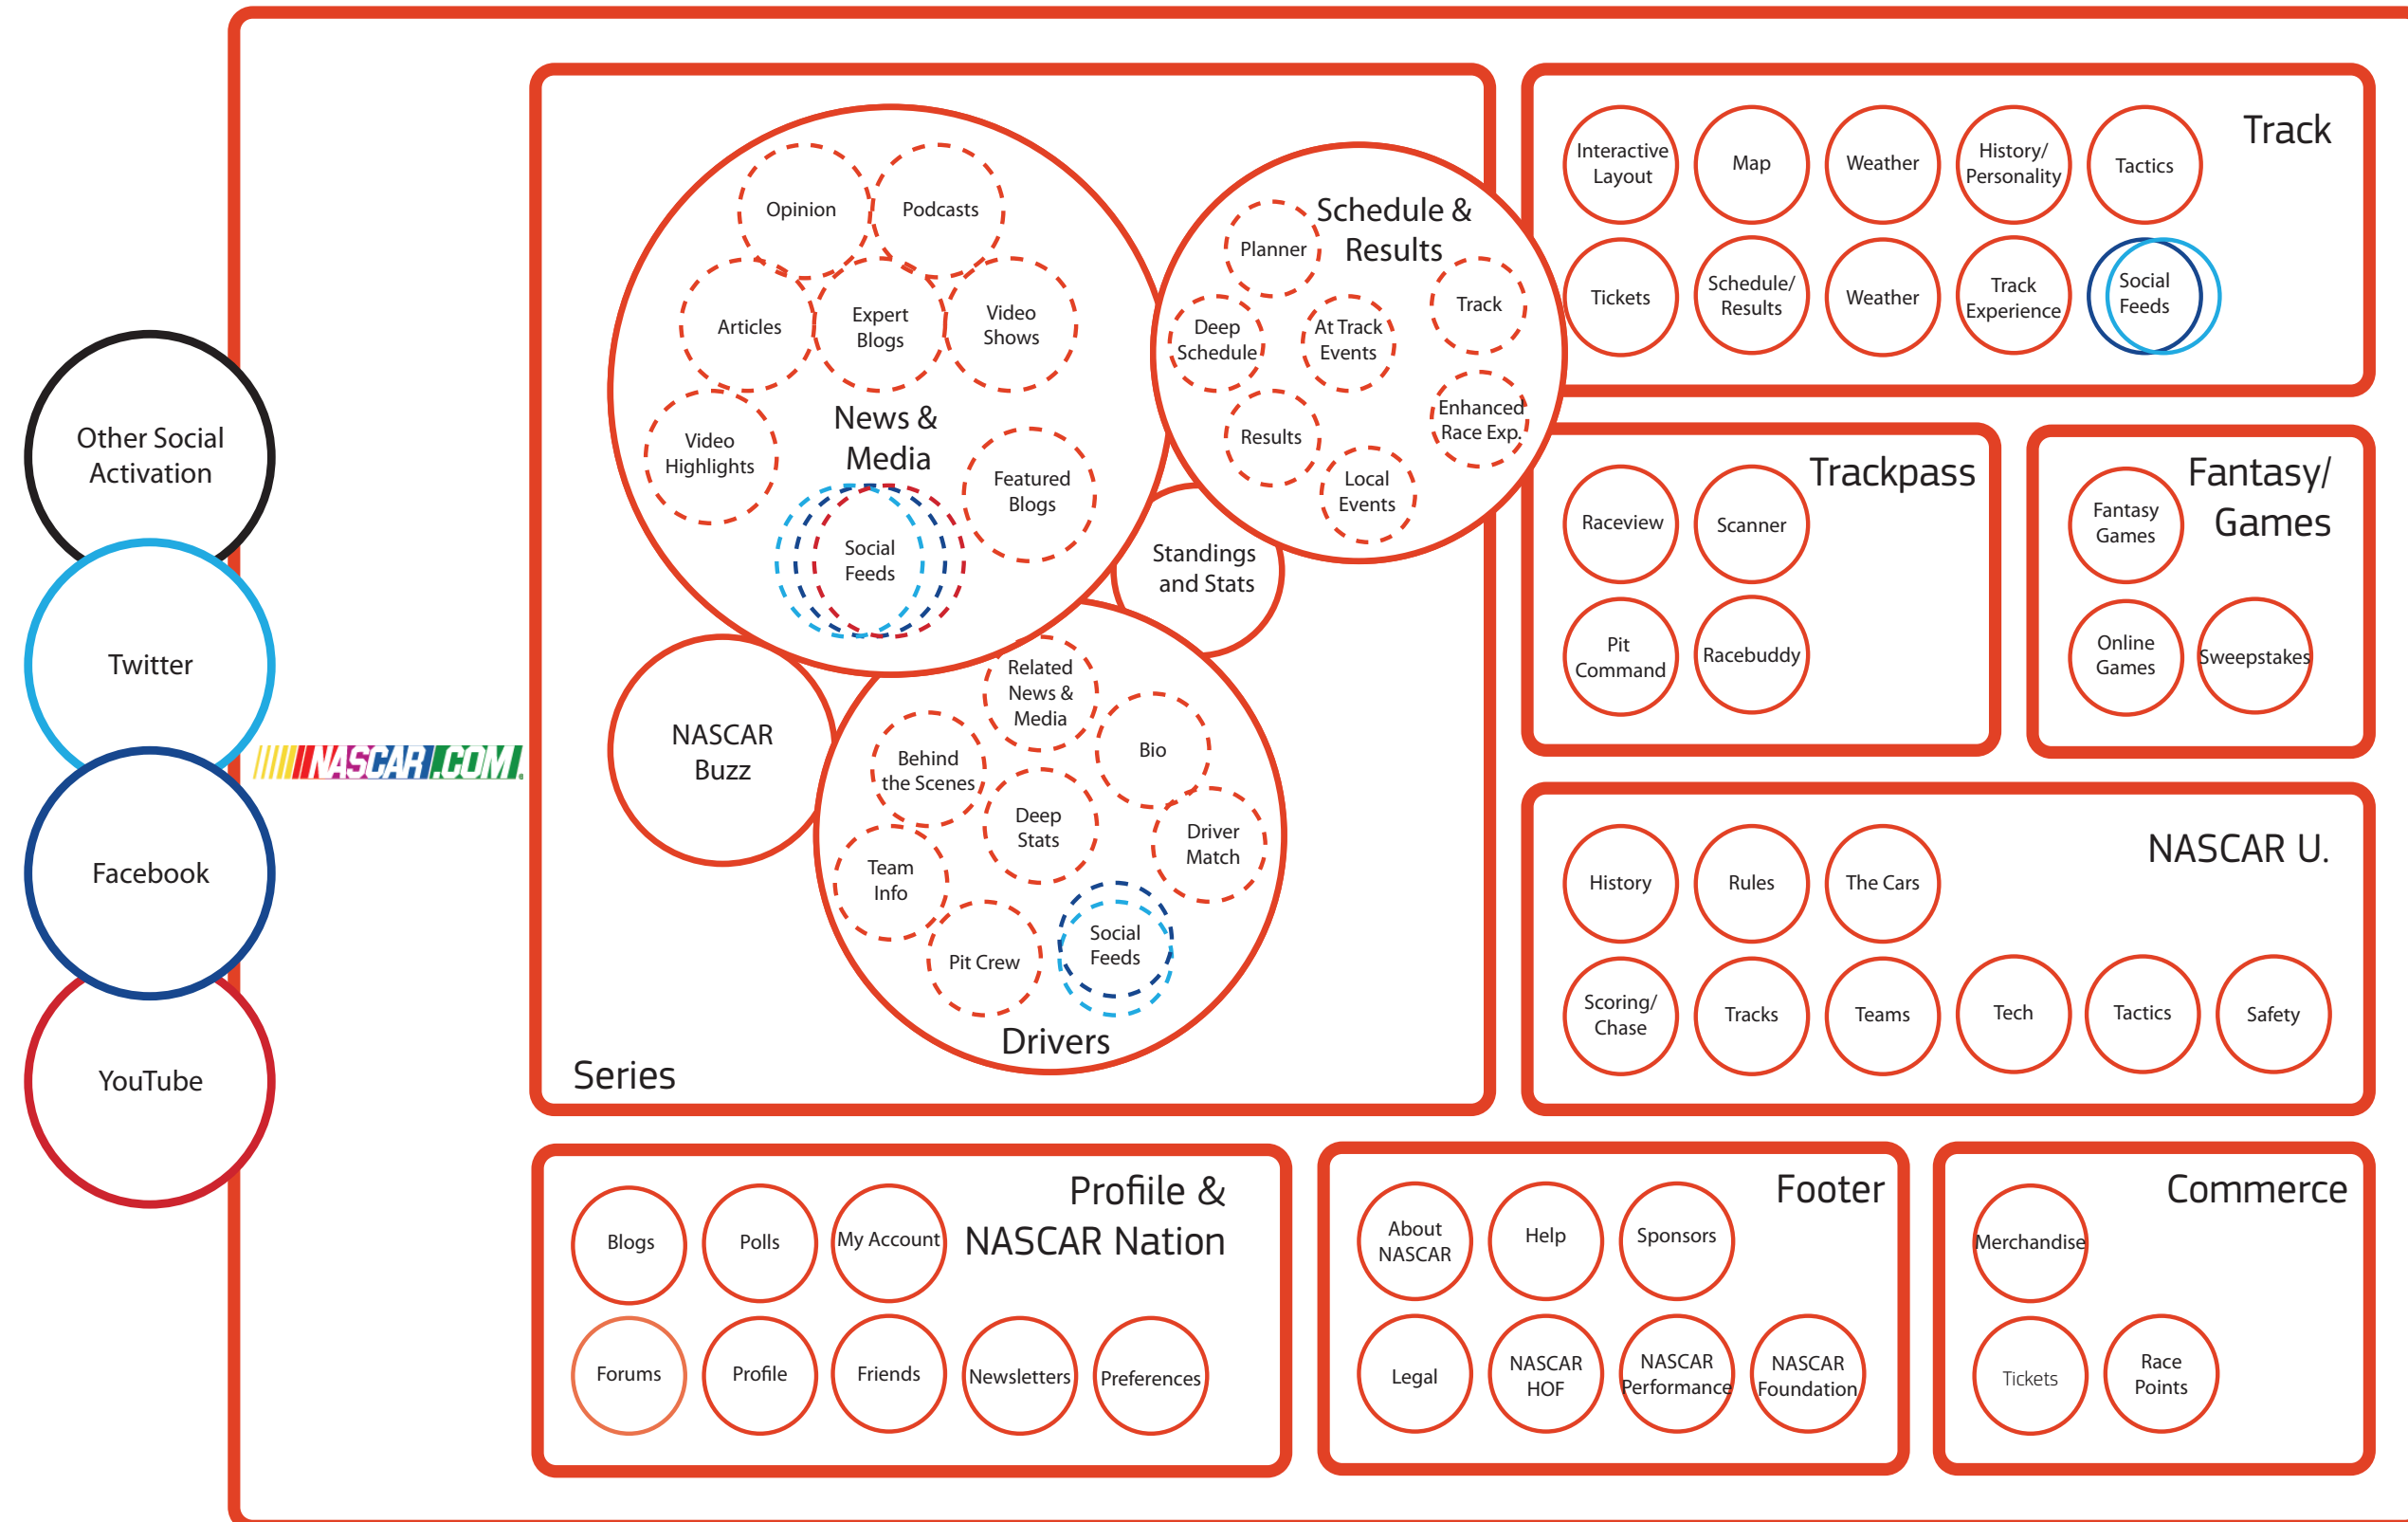 Other Social
Activation
Twitter
Facebook
YouTube
NASCAR.COM
Opinion
Podcasts
Articles
Expert
Blogs
Video
Shows
News &
Media
Video
Highlights
Featured
Blogs
Social
Feeds
Schedule &
Results
Planner
Track
Deep
Schedule
At Track
Events
Results
Enhanced
Race Exp.
Local
Events
Standings
and Stats
NASCAR
Buzz
Related
News &
Media
Behind
the Scenes
Bio
Deep
Stats
Driver
Match
Team
Info
Pit Crew
Social
Feeds
Drivers
Series
Track
Interactive
Layout
Map
Weather
History/
Personality
Tactics
Tickets
Schedule/
Results
Weather
Track
Experience
Social
Feeds
Trackpass
Raceview
Scanner
Pit
Command
Racebuddy
Fantasy/
Games
Fantasy
Games
Online
Games
Sweepstakes
NASCAR U.
History
Rules
The Cars
Scoring/
Chase
Tracks
Teams
Tech
Tactics
Safety
Profile &
NASCAR Nation
Blogs
Polls
My Account
Forums
Profile
Friends
Newsletters
Preferences
Footer
About
NASCAR
Help
Sponsors
Legal
NASCAR
HOF
NASCAR
Performance
NASCAR
Foundation
Commerce
Merchandise
Tickets
Race
Points